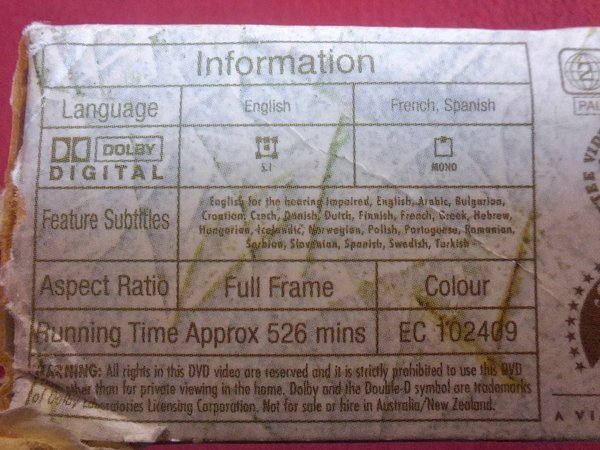 Information
Language English French, Spanish
DOLBY
DIGITAL 5.1 MONO
Feature Subtitles English for the hearing Impaired, English, Arabic, Bulgarian,
Croatian, Czech, Danish, Dutch, Finnish, French, Greek, Hebrew,
Hungarian, Icelandic, Norwegian, Polish, Portuguese, Romanian,
Serbian, Slovenian, Spanish, Swedish, Turkish
Aspect Ratio Full Frame Colour
Running Time Approx 526 mins EC 102409
WARNING: All rights in this DVD video are reserved and it is strictly prohibited to use this DVD
other than for private viewing in the home. Dolby and the Double-D symbol are trademarks
of Dolby Laboratories Licensing Corporation. Not for sale or hire in Australia/New Zealand.
2
PAL
A VI